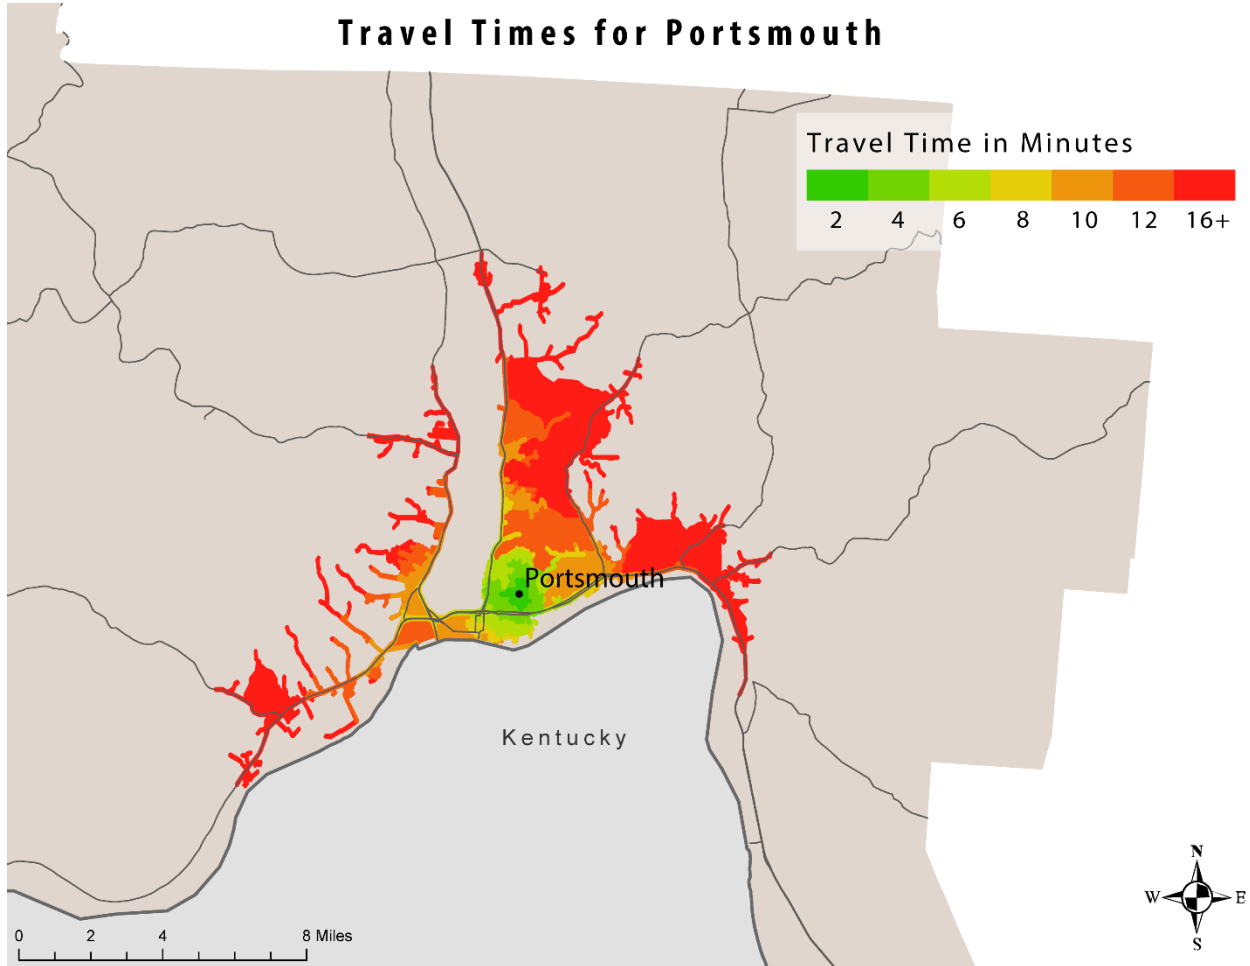 Travel Times for Portsmouth
Travel Time in Minutes
2 4 6 8 10 12 16+
Portsmouth
Kentucky
N
W E
S
0 2 4 8 Miles